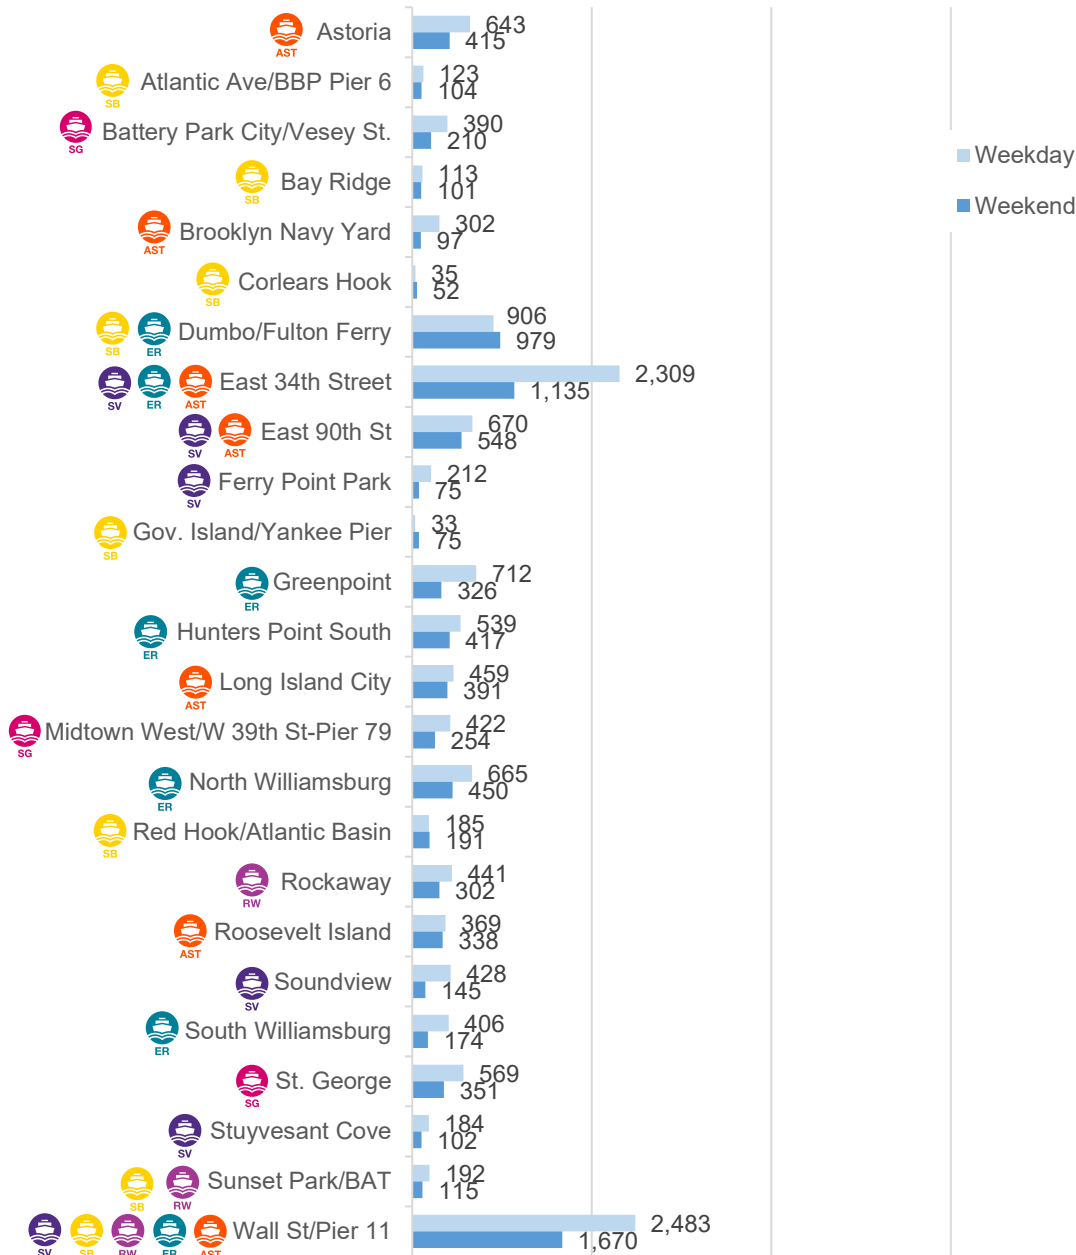 AST Astoria 643
415
SB Atlantic Ave/BBP Pier 6 123
104
SG Battery Park City/Vesey St. 390
210
Weekday
SB Bay Ridge 113
101
Weekend
AST Brooklyn Navy Yard 302
97
SB Corlears Hook 35
52
SB ER Dumbo/Fulton Ferry 906
979
SV ER AST East 34th Street 2,309
1,135
SV AST East 90th St 670
548
SV Ferry Point Park 212
75
SB Gov. Island/Yankee Pier 33
75
ER Greenpoint 712
326
ER Hunters Point South 539
417
AST Long Island City 459
391
SG Midtown West/W 39th St-Pier 79 422
254
ER North Williamsburg 665
450
SB Red Hook/Atlantic Basin 185
191
RW Rockaway 441
302
AST Roosevelt Island 369
338
SV Soundview 428
145
ER South Williamsburg 406
174
SG St. George 569
351
SV Stuyvesant Cove 184
102
SB RW Sunset Park/BAT 192
115
SV SB RW ER AST Wall St/Pier 11 2,483
1,670